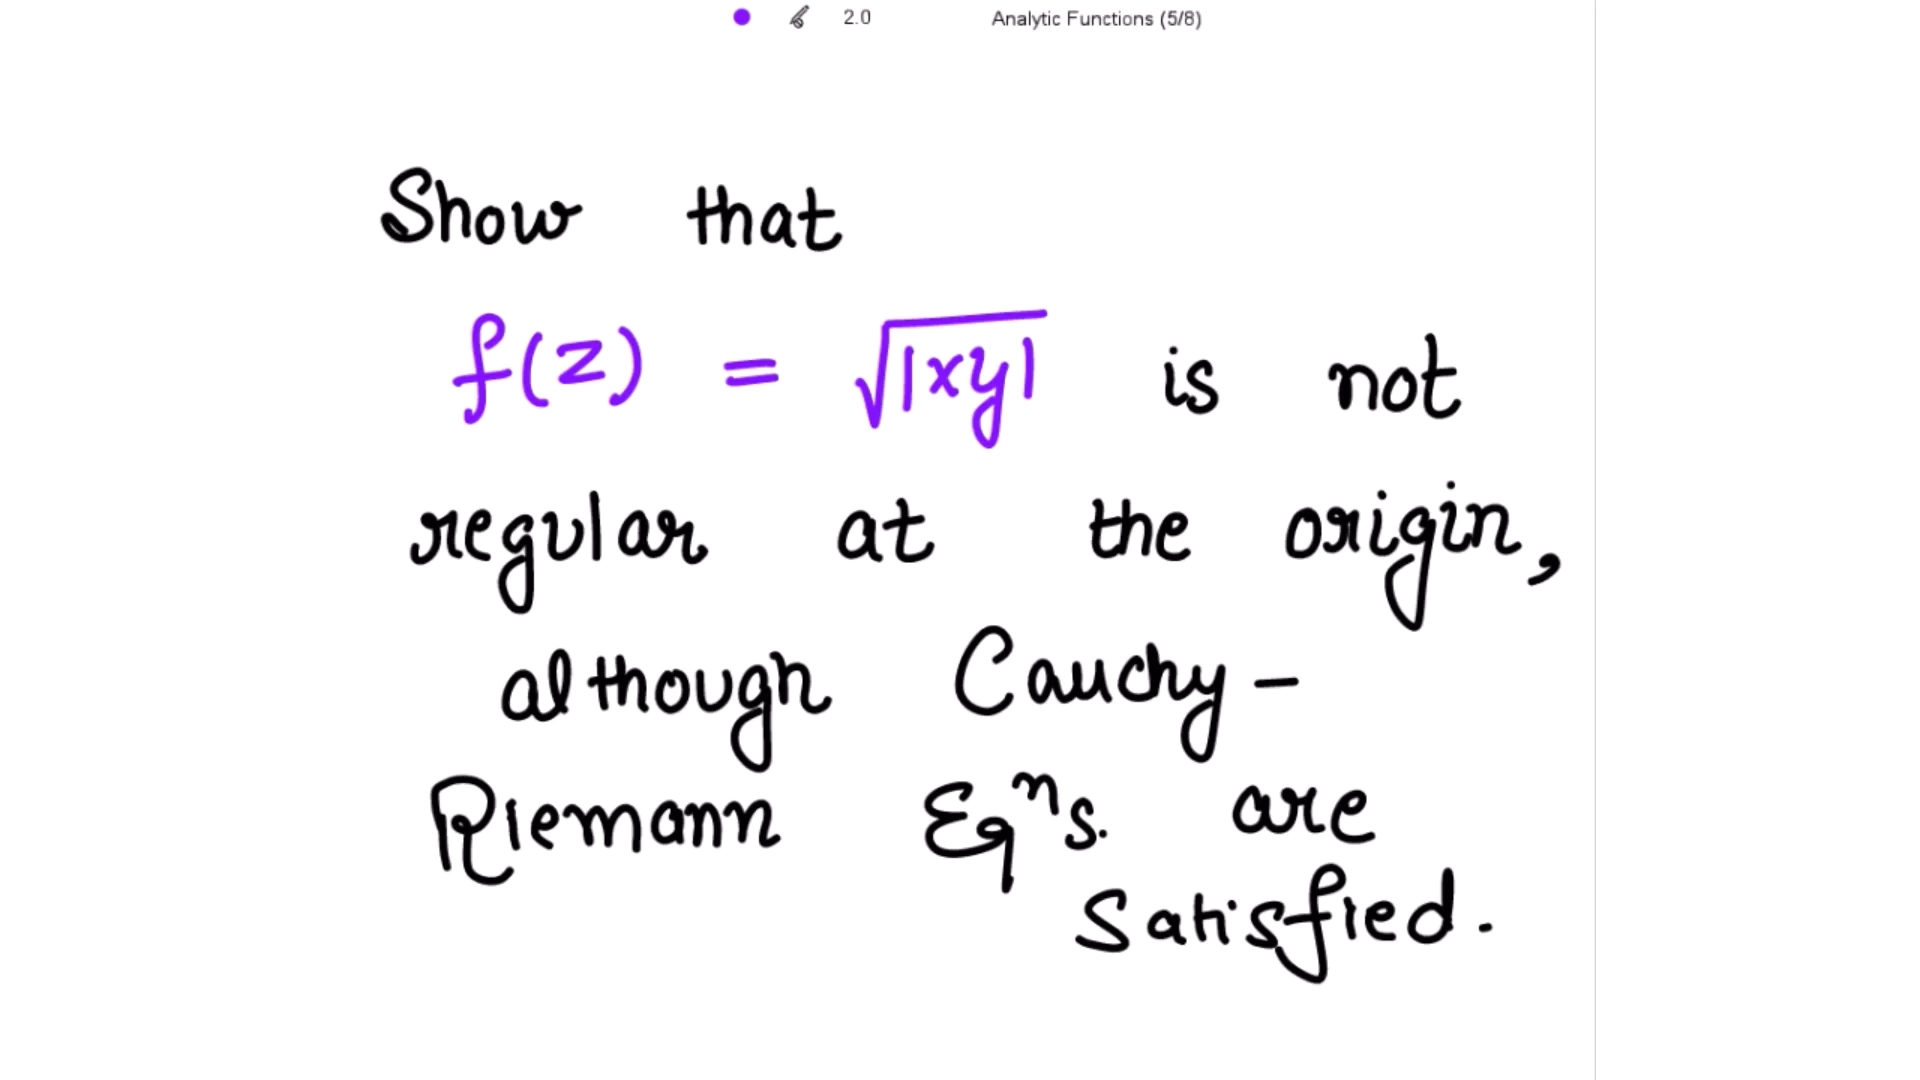 2.0 Analytic Functions (5/8)
Show that
f(z) = √|xy| is not
regular at the origin,
although Cauchy -
Riemann Eqⁿs. are
Satisfied.